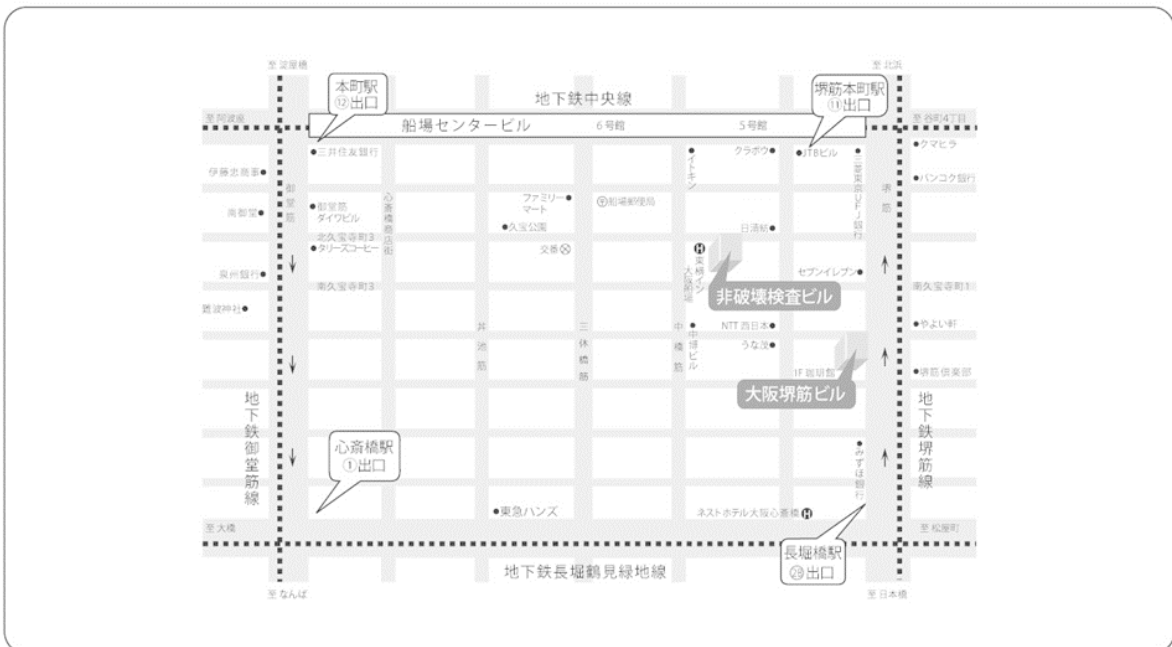 至 淀屋橋
至 北浜
本町駅
⑫出口
地下鉄中央線
堺筋本町駅
⑪出口
至 阿波座
船場センタービル
6号館
5号館
至 谷町4丁目
三井住友銀行
イトキン
クラボウ
JTBビル
三菱東京UFJ銀行
クマヒラ
伊藤忠商事
バンコク銀行
御堂筋
心斎橋商店街
堺筋
南御堂
御堂筋
ダイワビル
ファミリー
マート
船場郵便局
久宝公園
日清紡
北久宝寺町3
タリーズコーヒー
交番
H
東横イン
大阪船場
セブンイレブン
泉州銀行
南久宝寺町3
非破壊検査ビル
南久宝寺町1
難波神社
丼池筋
三休橋筋
中橋筋
中博ビル
NTT 西日本
うな茂
やよい軒
1F 珈琲館
堺筋倶楽部
大阪堺筋ビル
地下鉄御堂筋線
地下鉄堺筋線
心斎橋駅
①出口
みずほ銀行
東急ハンズ
ネストホテル大阪心斎橋 H
至 大橋
至 松屋町
長堀橋駅
出口
地下鉄長堀鶴見緑地線
至 なんば
至 日本橋